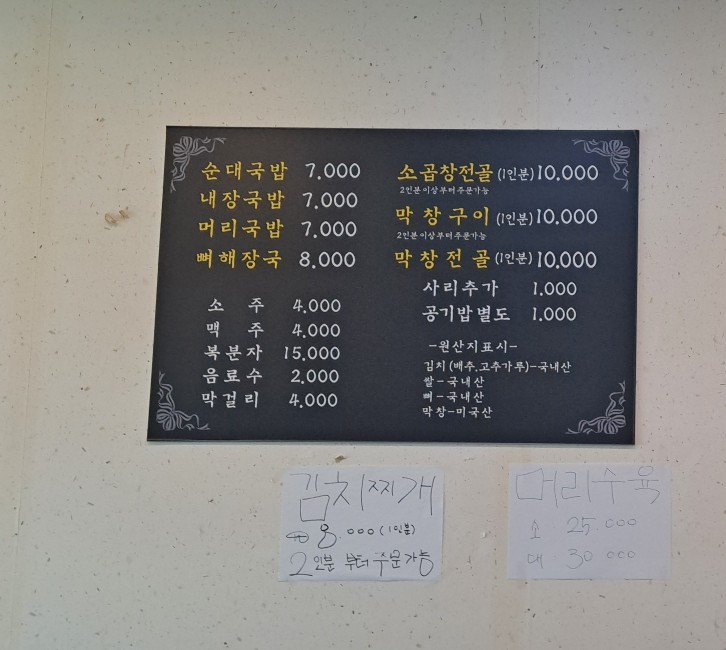 순대국밥 7.000
내장국밥 7.000
머리국밥 7.000
뼈해장국 8.000
소주 4.000
맥주 4.000
복분자 15.000
음료수 2.000
막걸리 4.000
소곱창전골 (1인분) 10.000
2인분이상부터주문가능
막창구이 (1인분) 10.000
2인분이상부터주문가능
막창전골 (1인분) 10.000
사리추가 1.000
공기밥별도 1.000
-원산지표시-
김치(배추.고추가루)-국내산
쌀-국내산
뼈-국내산
막창-미국산
김치찌개
8.000(1인분)
2인분 부터 주문가능
머리수육
소 25.000
대 30 000